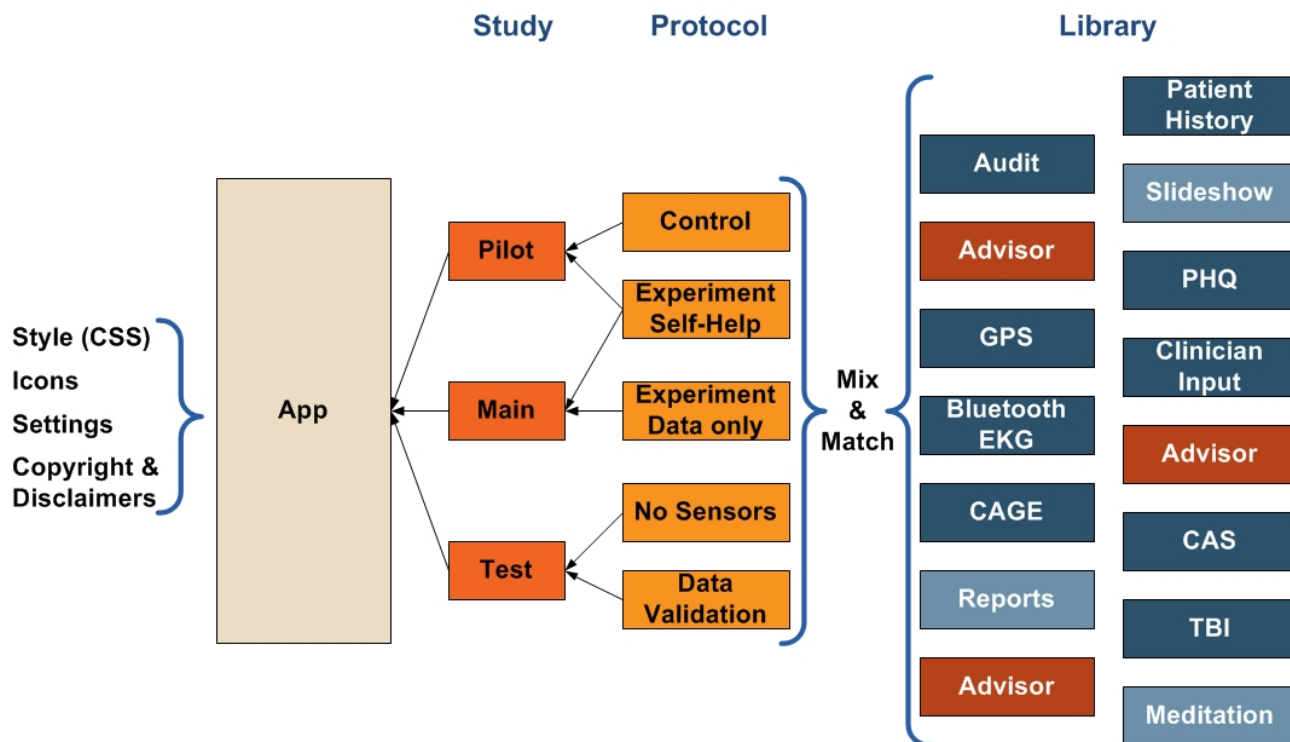 Study
Protocol
Library
Style (CSS)
Icons
Settings
Copyright &
Disclaimers
App
Pilot
Main
Test
Control
Experiment
Self-Help
Experiment
Data only
No Sensors
Data
Validation
Mix
&
Match
Audit
Advisor
GPS
Bluetooth
EKG
CAGE
Reports
Advisor
Patient
History
Slideshow
PHQ
Clinician
Input
Advisor
CAS
TBI
Meditation